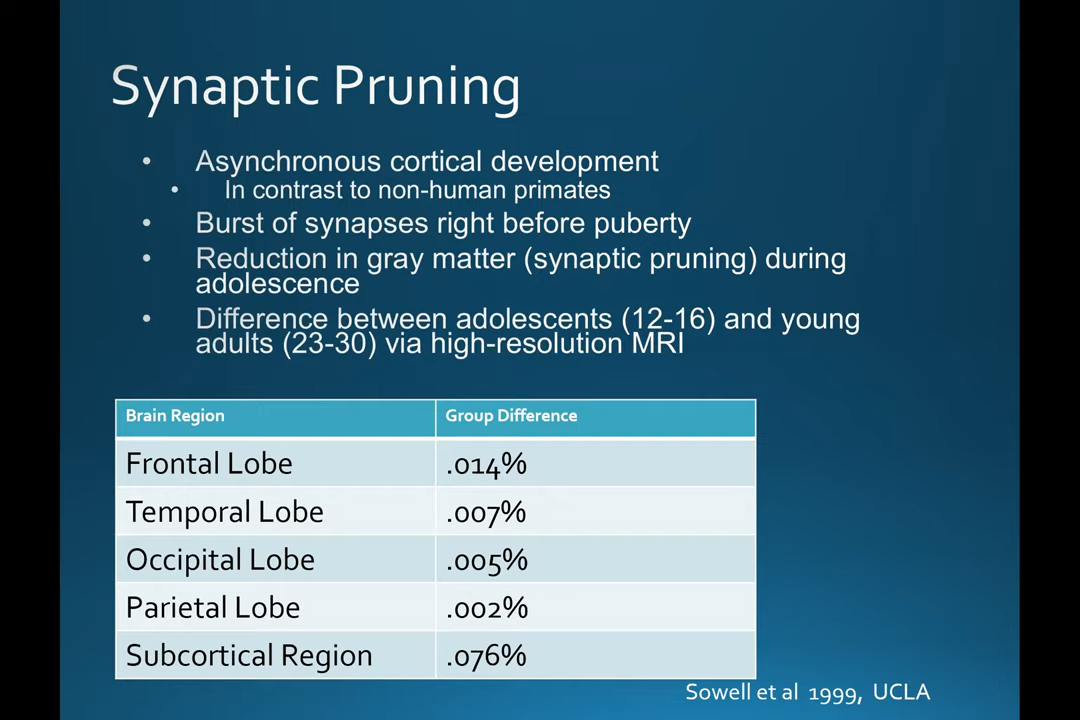 Synaptic Pruning
• Asynchronous cortical development
• In contrast to non-human primates
• Burst of synapses right before puberty
• Reduction in gray matter (synaptic pruning) during
adolescence
• Difference between adolescents (12-16) and young
adults (23-30) via high-resolution MRI
Brain Region Group Difference
Frontal Lobe .014%
Temporal Lobe .007%
Occipital Lobe .005%
Parietal Lobe .002%
Subcortical Region .076%
Sowell et al 1999, UCLA